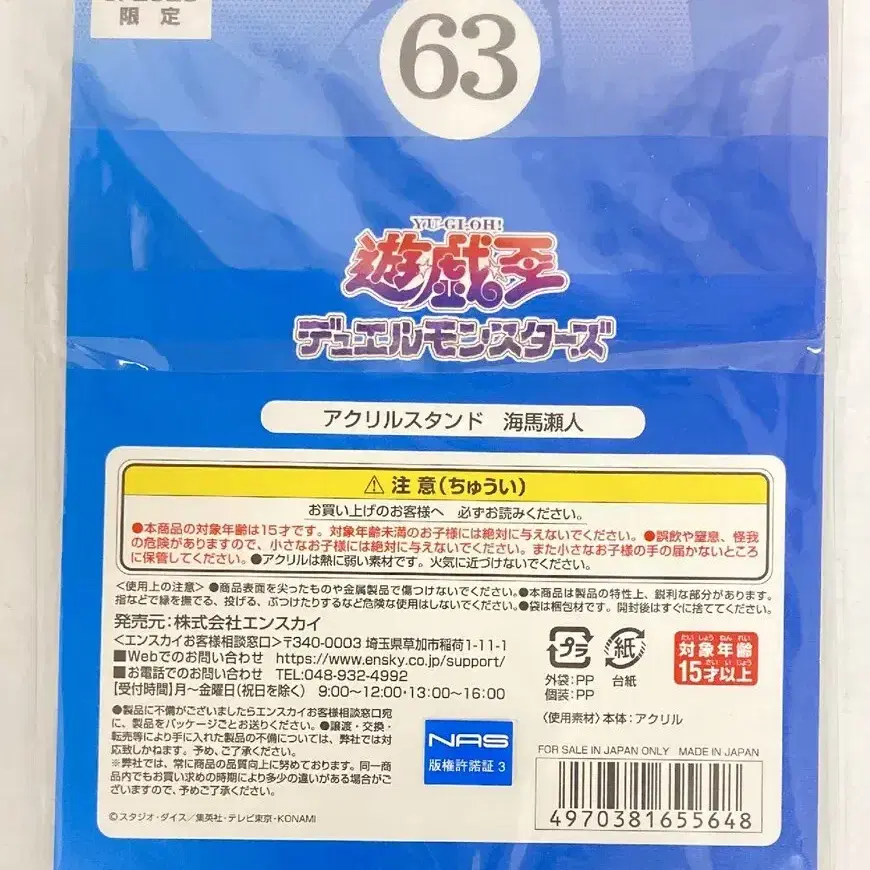 限定
63
YU-GI-OH!
遊戯王
デュエルモンスターズ
アクリルスタンド 海馬瀬人
⚠ 注意(ちゅうい)
お買い上げのお客様へ 必ずお読みください。
●本商品の対象年齢は15才です。対象年齢未満のお子様には絶対に与えないでください。●誤飲や窒息、怪我
の危険がありますので、小さなお子様には絶対に与えないでください。また小さなお子様の手の届かないところ
に保管してください。●アクリルは熱に弱い素材です。火気に近づけないでください。
<使用上の注意> ●商品表面を尖ったものや金属製品で傷つけないでください。●本商品は製品の特性上、鋭利な部分があります。
指などで縁を撫でる、投げる、ぶつけたりするなど危険な使用はしないでください。●袋は梱包材です。開封後はすぐに捨ててください。
発売元:株式会社エンスカイ
<エンスカイお客様相談窓口>〒340-0003 埼玉県草加市稲荷1-11-1
■Webでのお問い合わせ https://www.ensky.co.jp/support/
■お電話でのお問い合わせ TEL:048-932-4992
【受付時間】月〜金曜日(祝日を除く) 9:00〜12:00・13:00〜16:00
プラ
外袋:PP
個装:PP
紙
台紙
たいしょうねんれい
対象年齢
さいいじょう
15才以上
〈使用素材〉本体:アクリル
●製品に不備がございましたらエンスカイお客様相談窓口宛
に、製品をパッケージごとお送りください。●譲渡・交換・
転売等により手に入れた製品の不備については、弊社では対
応致しかねます。予め、ご了承ください。
※弊社では、常に商品の品質向上に努めております。同一商
品内でもお買い求めの時期により多少の違いがある場合がご
ざいますので、予めご了承ください。
NAS
版権許諾証 3
FOR SALE IN JAPAN ONLY MADE IN JAPAN
4970381655648
©スタジオ・ダイス/集英社・テレビ東京・KONAMI